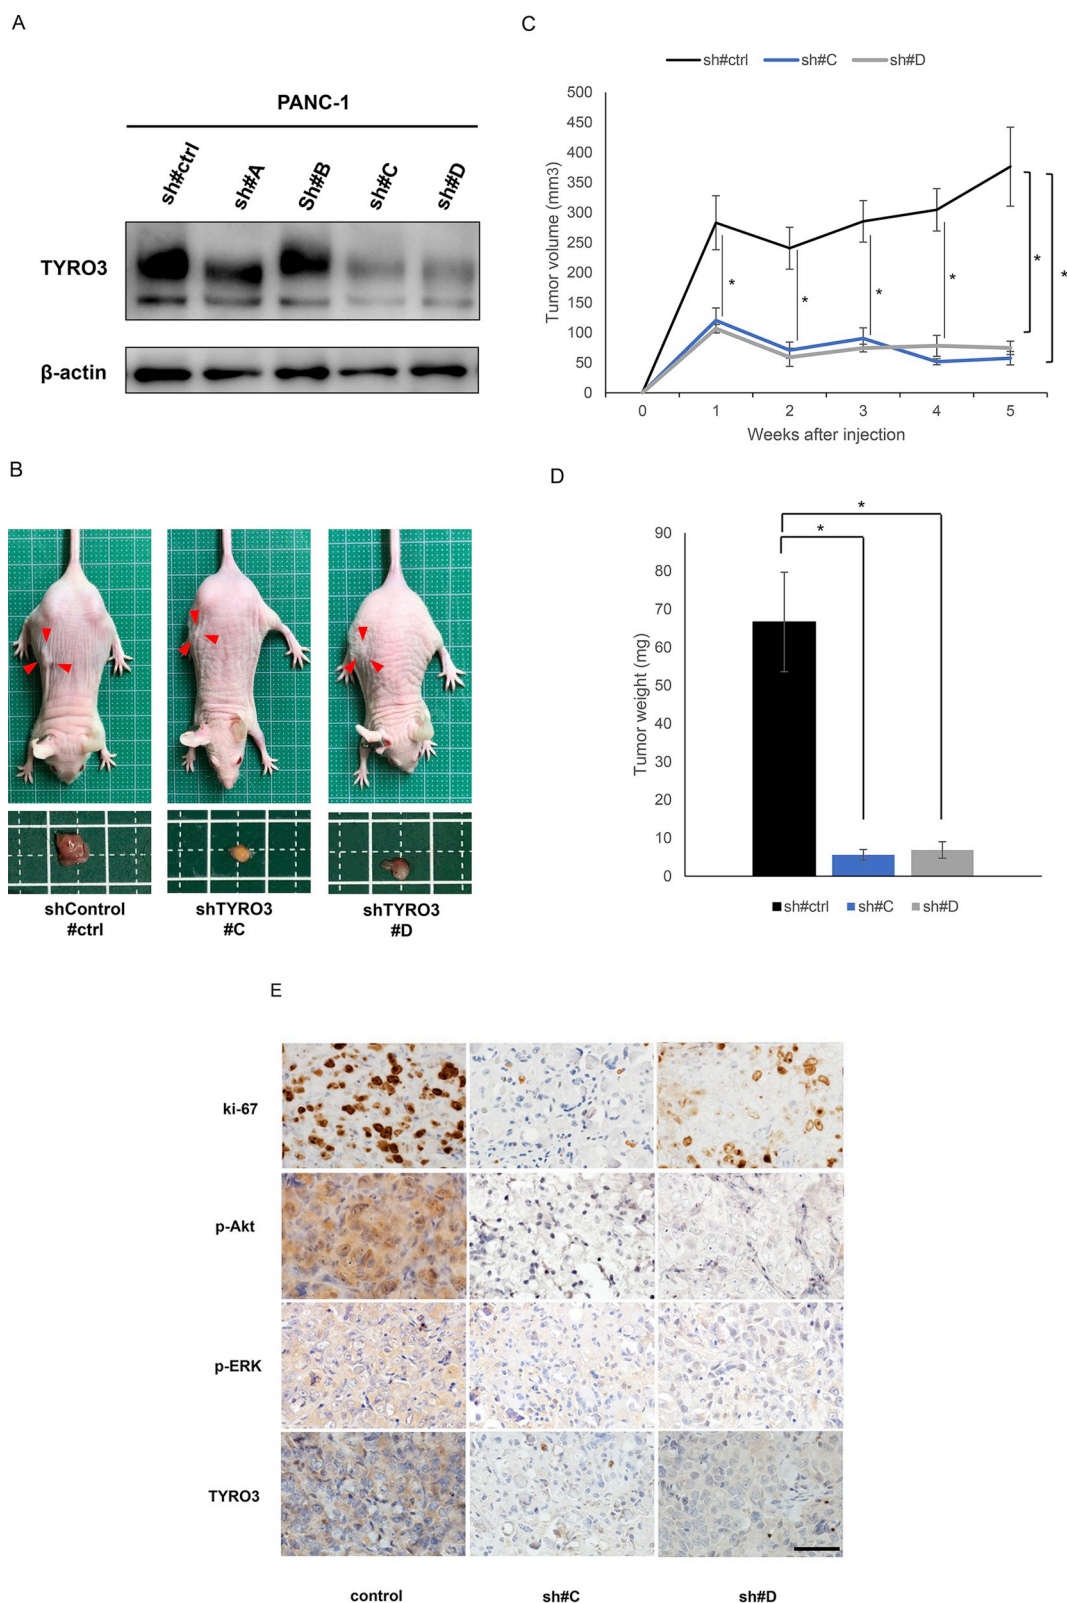 A
PANC-1
sh#ctrl sh#A Sh#B sh#C sh#D
TYRO3
β-actin
B
shControl
#ctrl
shTYRO3
#C
shTYRO3
#D
C
sh#ctrl sh#C sh#D
Tumor volume (mm3)
500
450
400
350
300
250
200
150
100
50
0
* * * * * *
0 1 2 3 4 5
Weeks after injection
D
* *
Tumor weight (mg)
90
80
70
60
50
40
30
20
10
0
sh#ctrl sh#C sh#D
E
ki-67
p-Akt
p-ERK
TYRO3
control sh#C sh#D